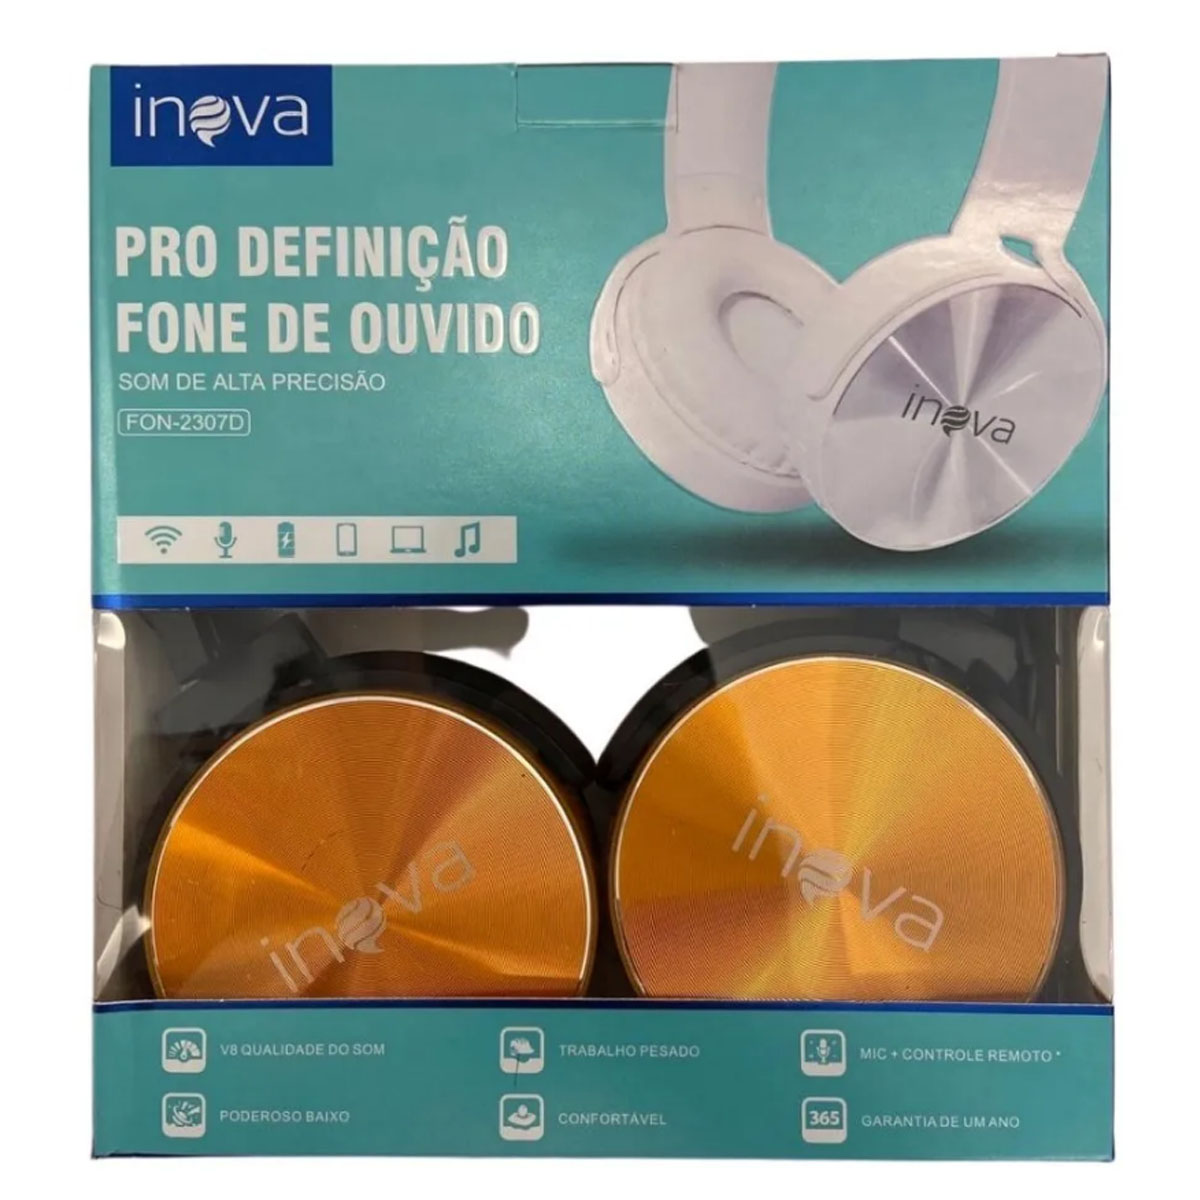 inova
PRO DEFINIÇÃO
FONE DE OUVIDO
SOM DE ALTA PRECISÃO
FON-2307D
inova
inova
inova
V8 QUALIDADE DO SOM
TRABALHO PESADO
MIC + CONTROLE REMOTO *
PODEROSO BAIXO
CONFORTÁVEL
365
GARANTIA DE UM ANO